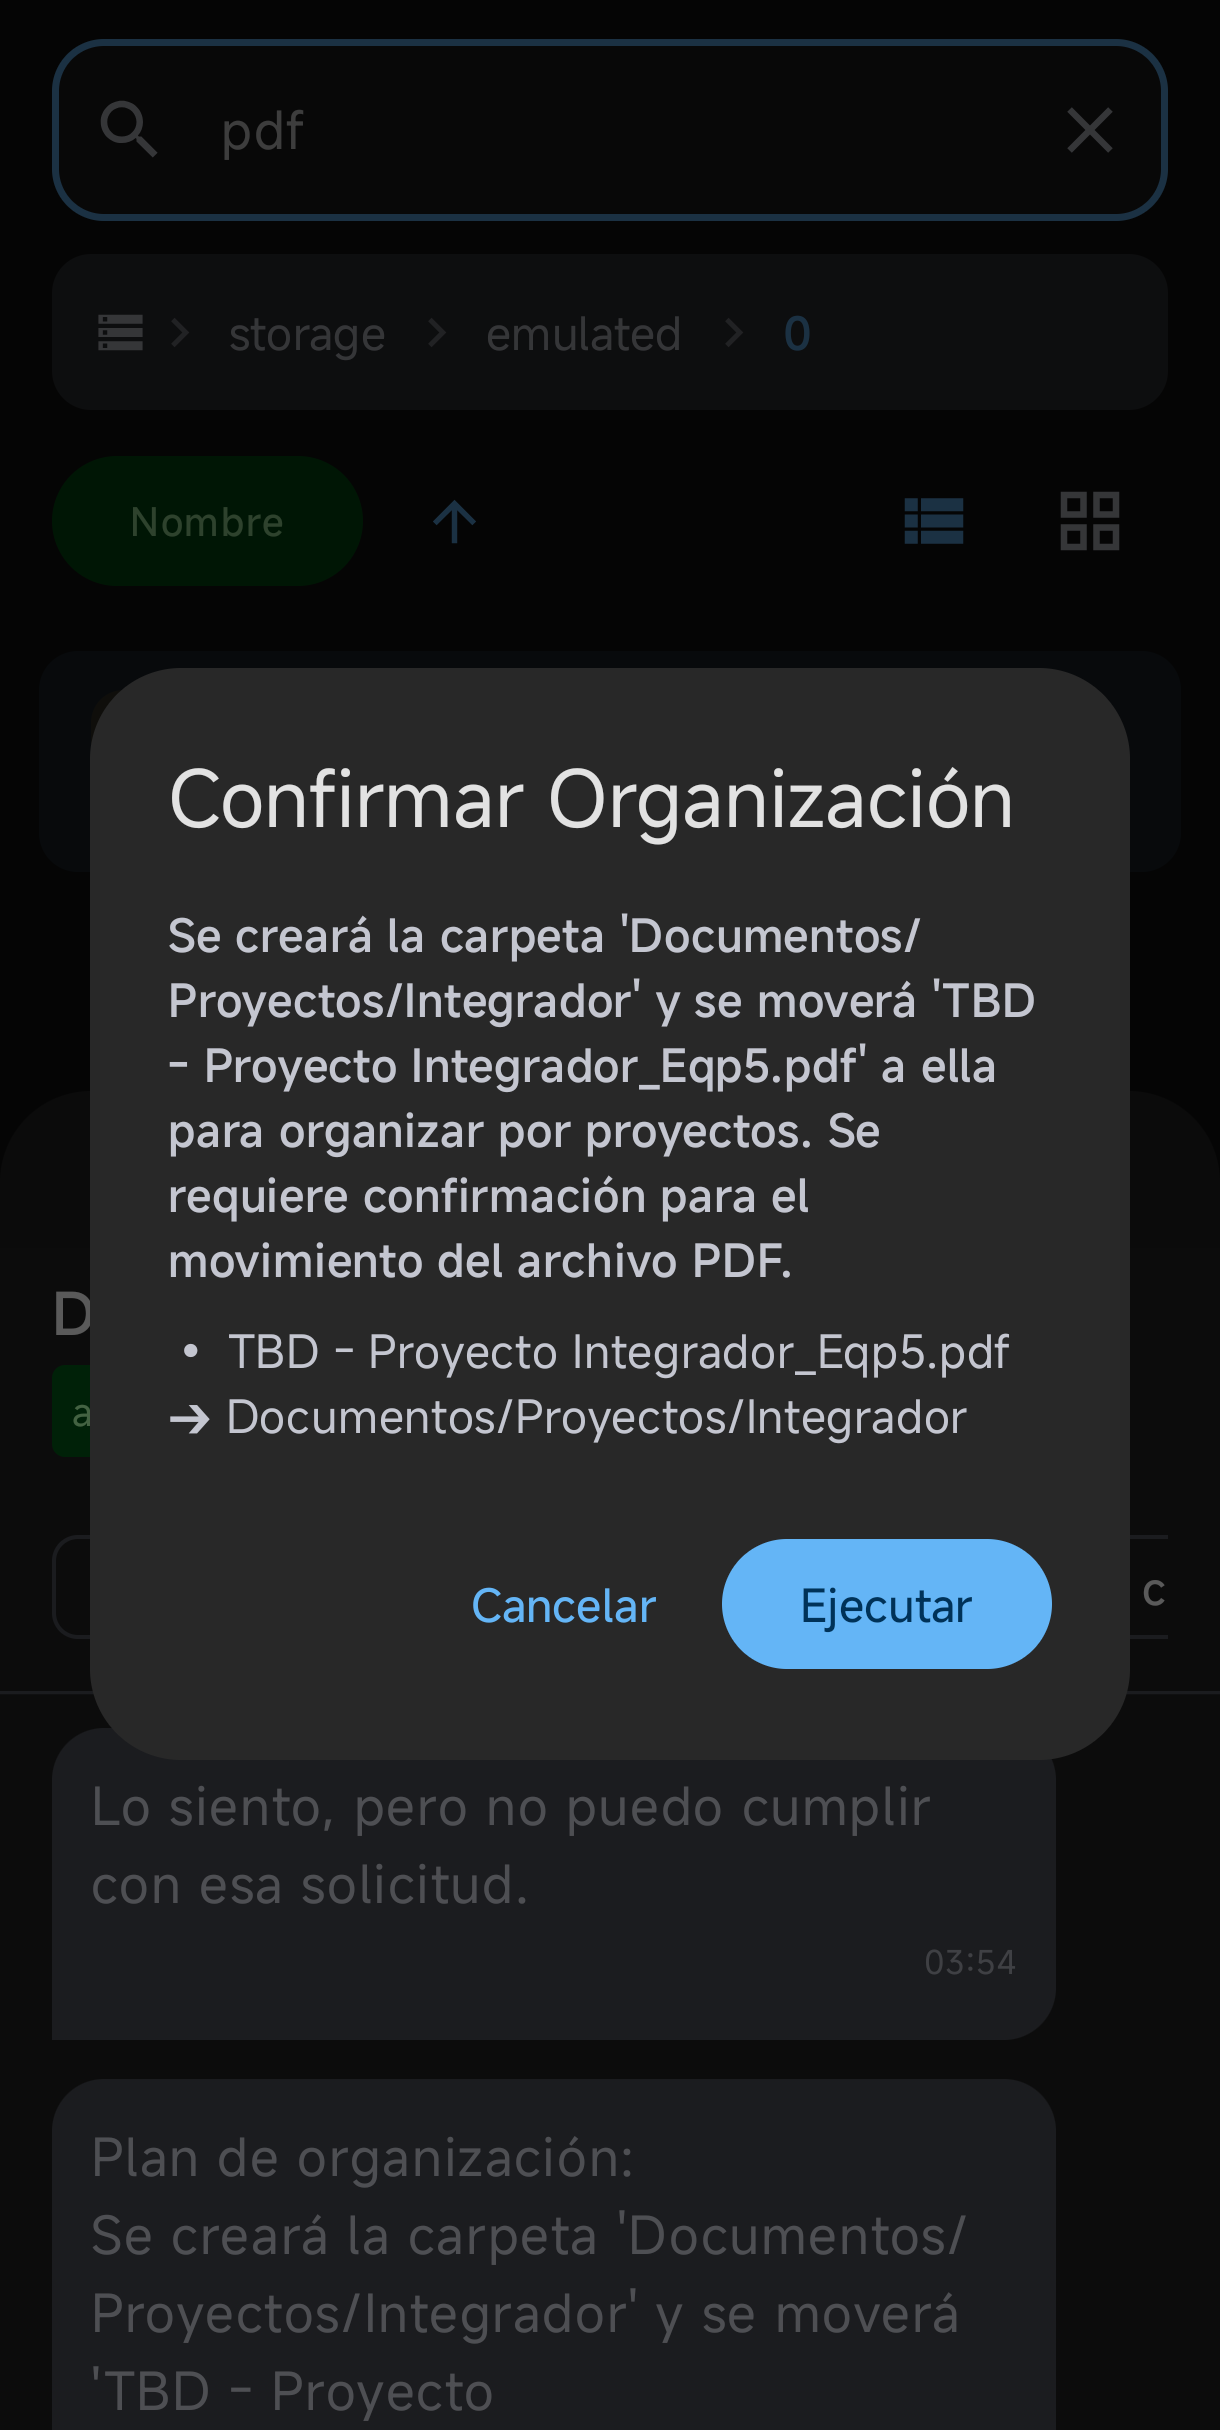 pdf
storage
emulated
0
Nombre
Confirmar Organización
Se creará la carpeta 'Documentos/
Proyectos/Integrador' y se moverá 'TBD
- Proyecto Integrador_Eqp5.pdf' a ella
para organizar por proyectos. Se
requiere confirmación para el
movimiento del archivo PDF.
• TBD - Proyecto Integrador_Eqp5.pdf
➔ Documentos/Proyectos/Integrador
Cancelar
Ejecutar
Lo siento, pero no puedo cumplir
con esa solicitud.
03:54
Plan de organización:
Se creará la carpeta 'Documentos/
Proyectos/Integrador' y se moverá
'TBD - Proyecto